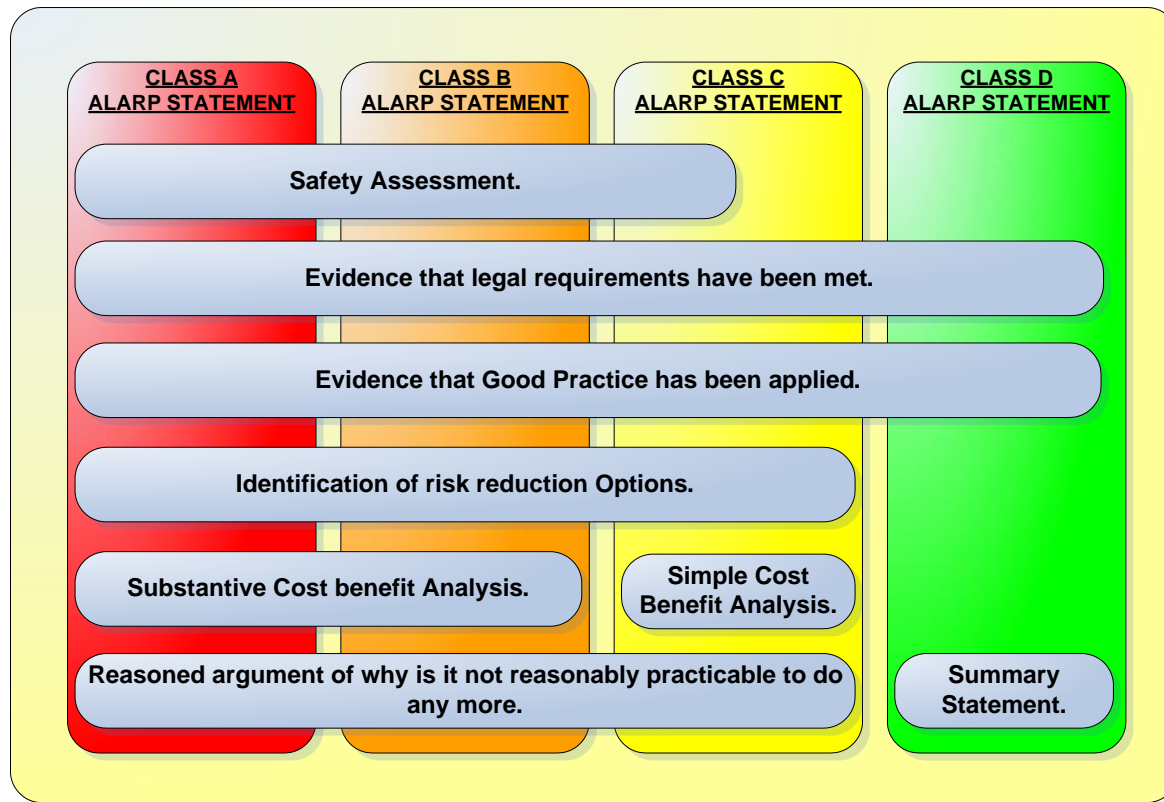 CLASS A
ALARP STATEMENT
CLASS B
ALARP STATEMENT
CLASS C
ALARP STATEMENT
CLASS D
ALARP STATEMENT
Safety Assessment.
Evidence that legal requirements have been met.
Evidence that Good Practice has been applied.
Identification of risk reduction Options.
Substantive Cost benefit Analysis.
Simple Cost
Benefit Analysis.
Reasoned argument of why is it not reasonably practicable to do
any more.
Summary
Statement.